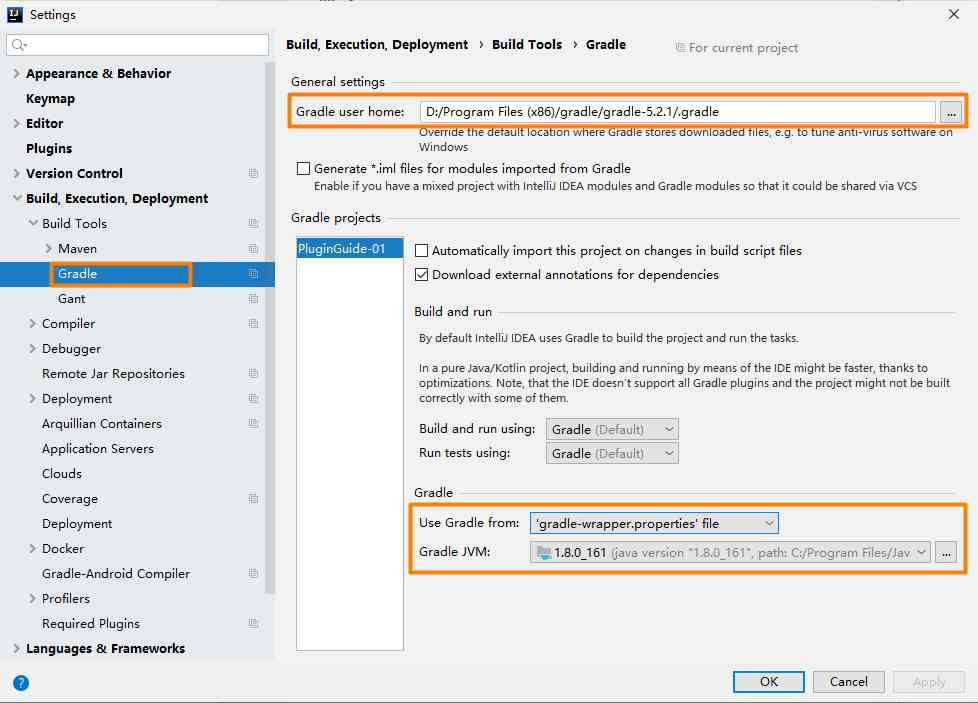 Settings
Build, Execution, Deployment › Build Tools › Gradle
For current project
Appearance & Behavior
Keymap
Editor
Plugins
Version Control
Build, Execution, Deployment
Build Tools
Maven
Gradle
Gant
Compiler
Debugger
Remote Jar Repositories
Deployment
Arquillian Containers
Application Servers
Clouds
Coverage
Deployment
Docker
Gradle-Android Compiler
Profilers
Required Plugins
Languages & Frameworks
General settings
Gradle user home: D:/Program Files (x86)/gradle/gradle-5.2.1/.gradle ...
Override the default location where Gradle stores downloaded files, e.g. to tune anti-virus software on
Windows
Generate *.iml files for modules imported from Gradle
Enable if you have a mixed project with IntelliJ IDEA modules and Gradle modules so that it could be shared via VCS
Gradle projects
PluginGuide-01
Automatically import this project on changes in build script files
Download external annotations for dependencies
Build and run
By default IntelliJ IDEA uses Gradle to build the project and run the tasks.
In a pure Java/Kotlin project, building and running by means of the IDE might be faster, thanks to
optimizations. Note, that the IDE doesn't support all Gradle plugins and the project might not be built
correctly with some of them.
Build and run using: Gradle (Default)
Run tests using: Gradle (Default)
Gradle
Use Gradle from: 'gradle-wrapper.properties' file
Gradle JVM: 1.8.0_161 (java version "1.8.0_161", path: C:/Program Files/Jav ...
?
OK
Cancel
Apply